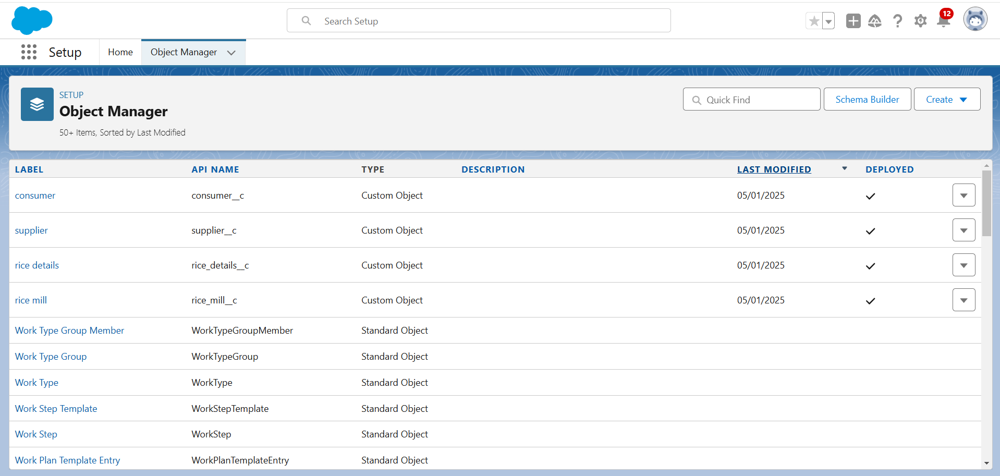 Search Setup
12
Setup Home Object Manager
SETUP
Object Manager
50+ Items, Sorted by Last Modified
Quick Find Schema Builder Create
LABEL API NAME TYPE DESCRIPTION LAST MODIFIED DEPLOYED
consumer consumer__c Custom Object 05/01/2025
supplier supplier__c Custom Object 05/01/2025
rice details rice_details__c Custom Object 05/01/2025
rice mill rice_mill__c Custom Object 05/01/2025
Work Type Group Member WorkTypeGroupMember Standard Object
Work Type Group WorkTypeGroup Standard Object
Work Type WorkType Standard Object
Work Step Template WorkStepTemplate Standard Object
Work Step WorkStep Standard Object
Work Plan Template Entry WorkPlanTemplateEntry Standard Object